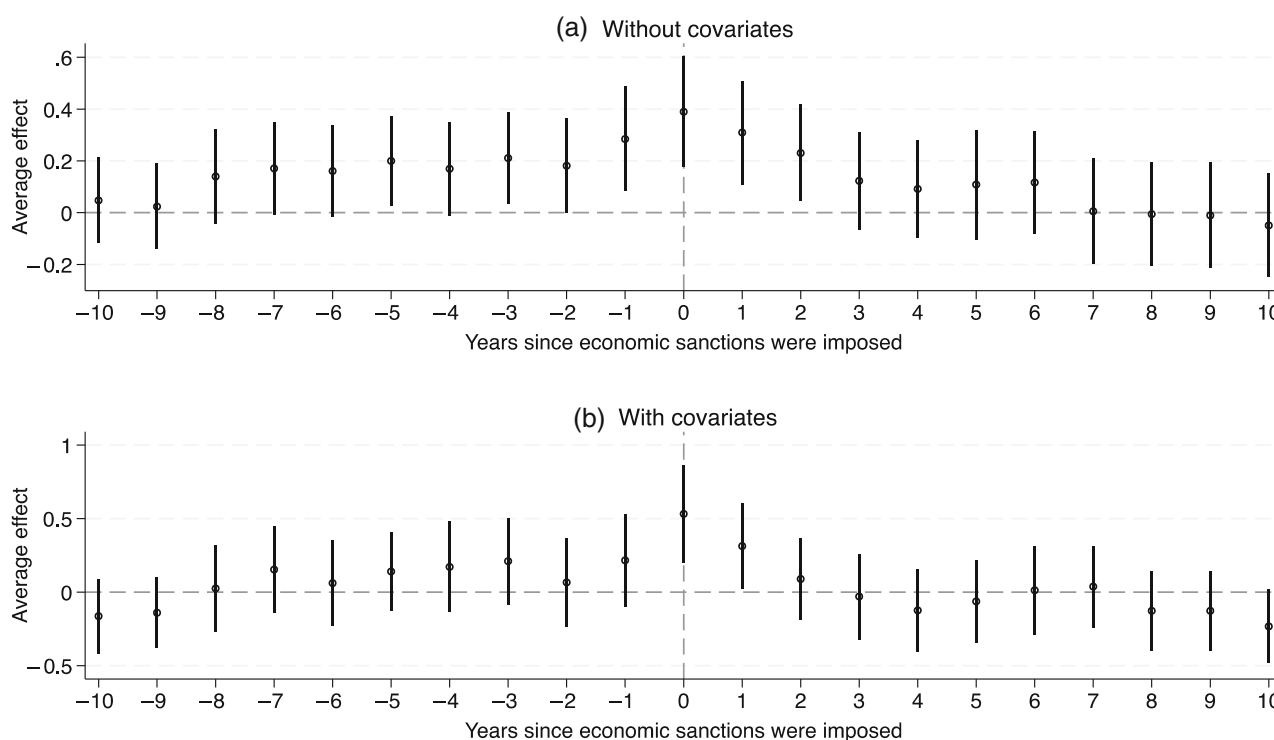 (a) Without covariates
Average effect
.6
0.4
0.2
0
−0.2
−10 −9 −8 −7 −6 −5 −4 −3 −2 −1 0 1 2 3 4 5 6 7 8 9 10
Years since economic sanctions were imposed
(b) With covariates
Average effect
1
0.5
0
−0.5
−10 −9 −8 −7 −6 −5 −4 −3 −2 −1 0 1 2 3 4 5 6 7 8 9 10
Years since economic sanctions were imposed